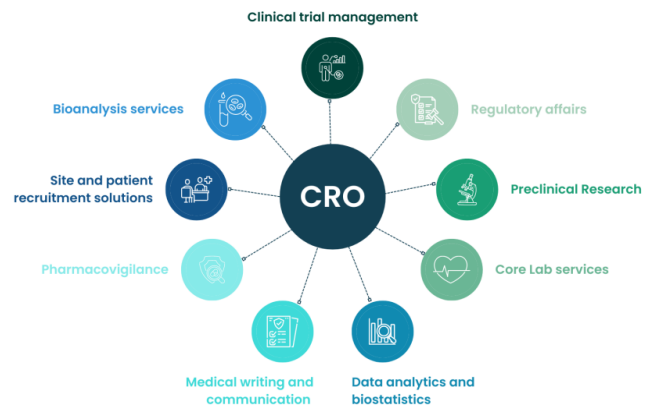 Clinical trial management
Bioanalysis services
Regulatory affairs
Site and patient
recruitment solutions
CRO
Preclinical Research
Pharmacovigilance
Core Lab services
Medical writing and
communication
Data analytics and
biostatistics